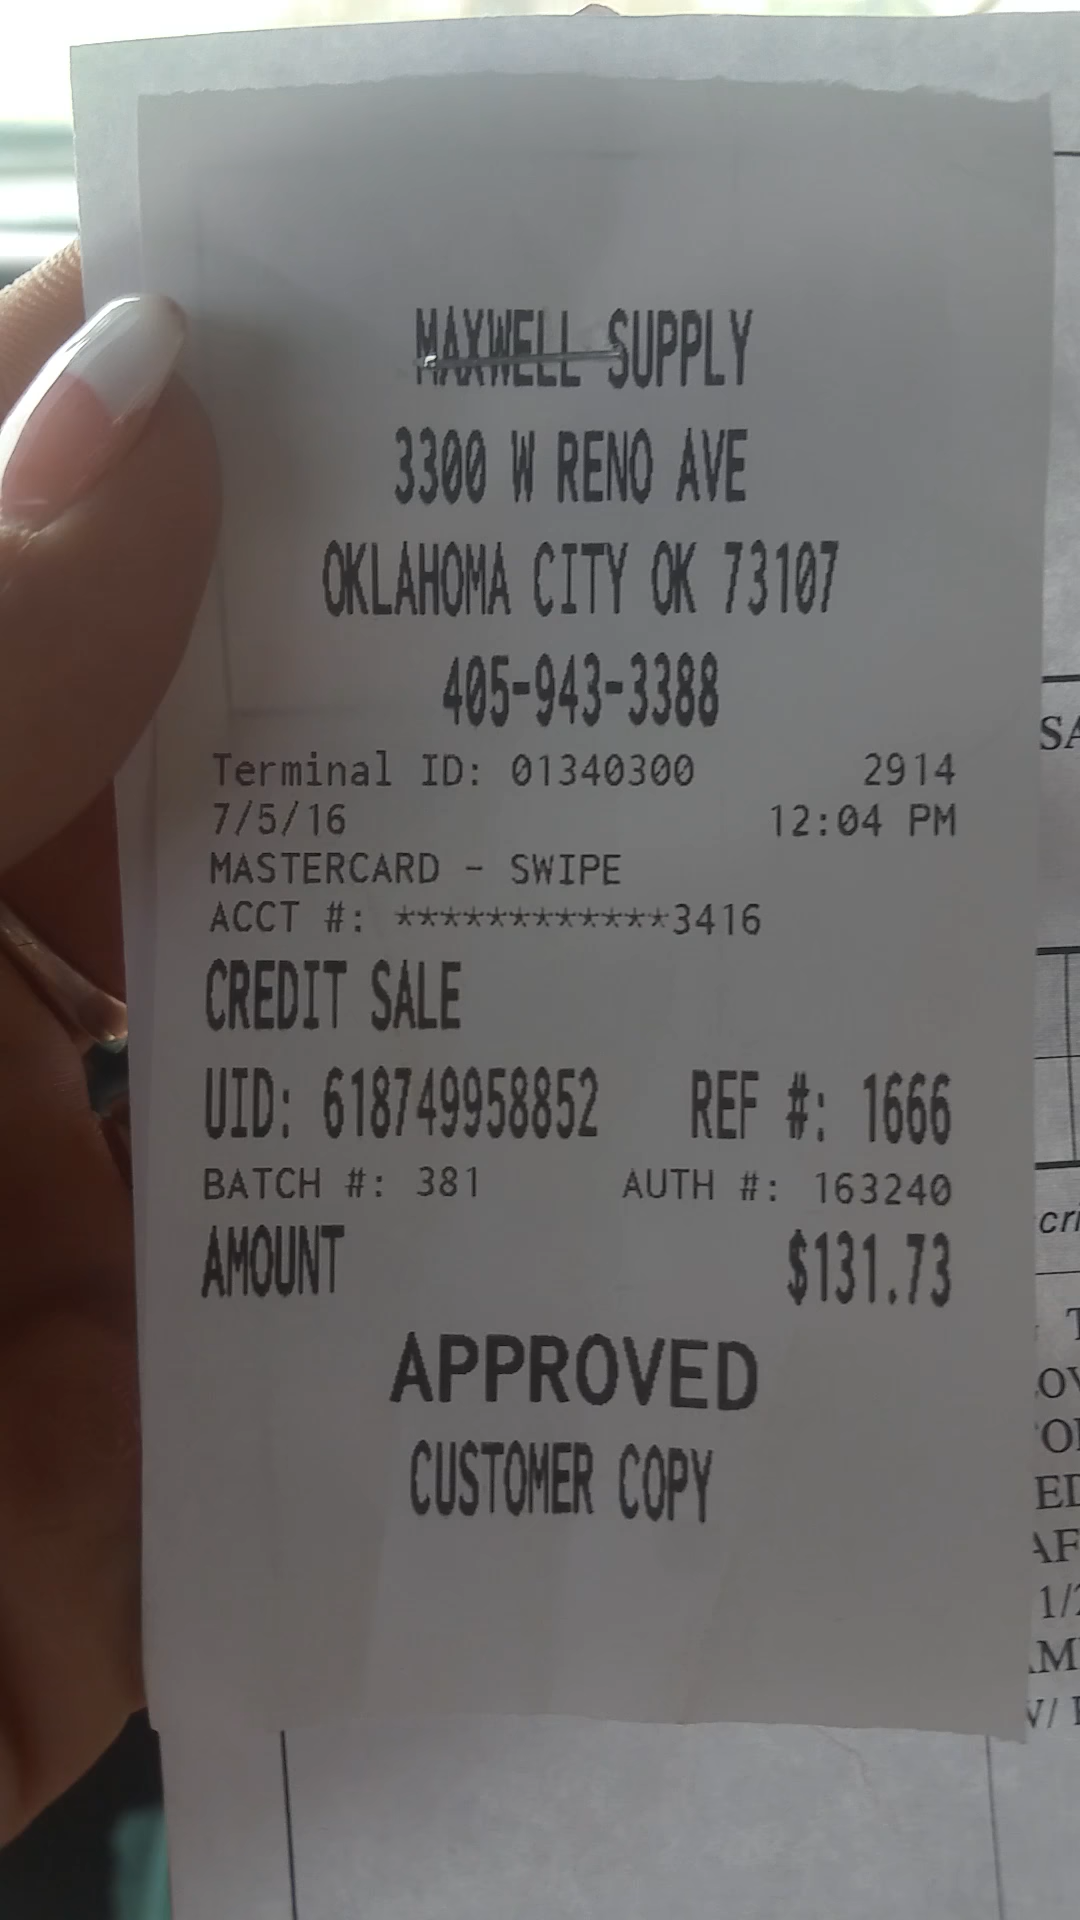 MAXWELL SUPPLY
3300 W RENO AVE
OKLAHOMA CITY OK 73107
405-943-3388
Terminal ID: 01340300 2914
7/5/16 12:04 PM
MASTERCARD - SWIPE
ACCT #: ************3416
CREDIT SALE
UID: 618749958852 REF #: 1666
BATCH #: 381 AUTH #: 163240
AMOUNT $131.73
APPROVED
CUSTOMER COPY